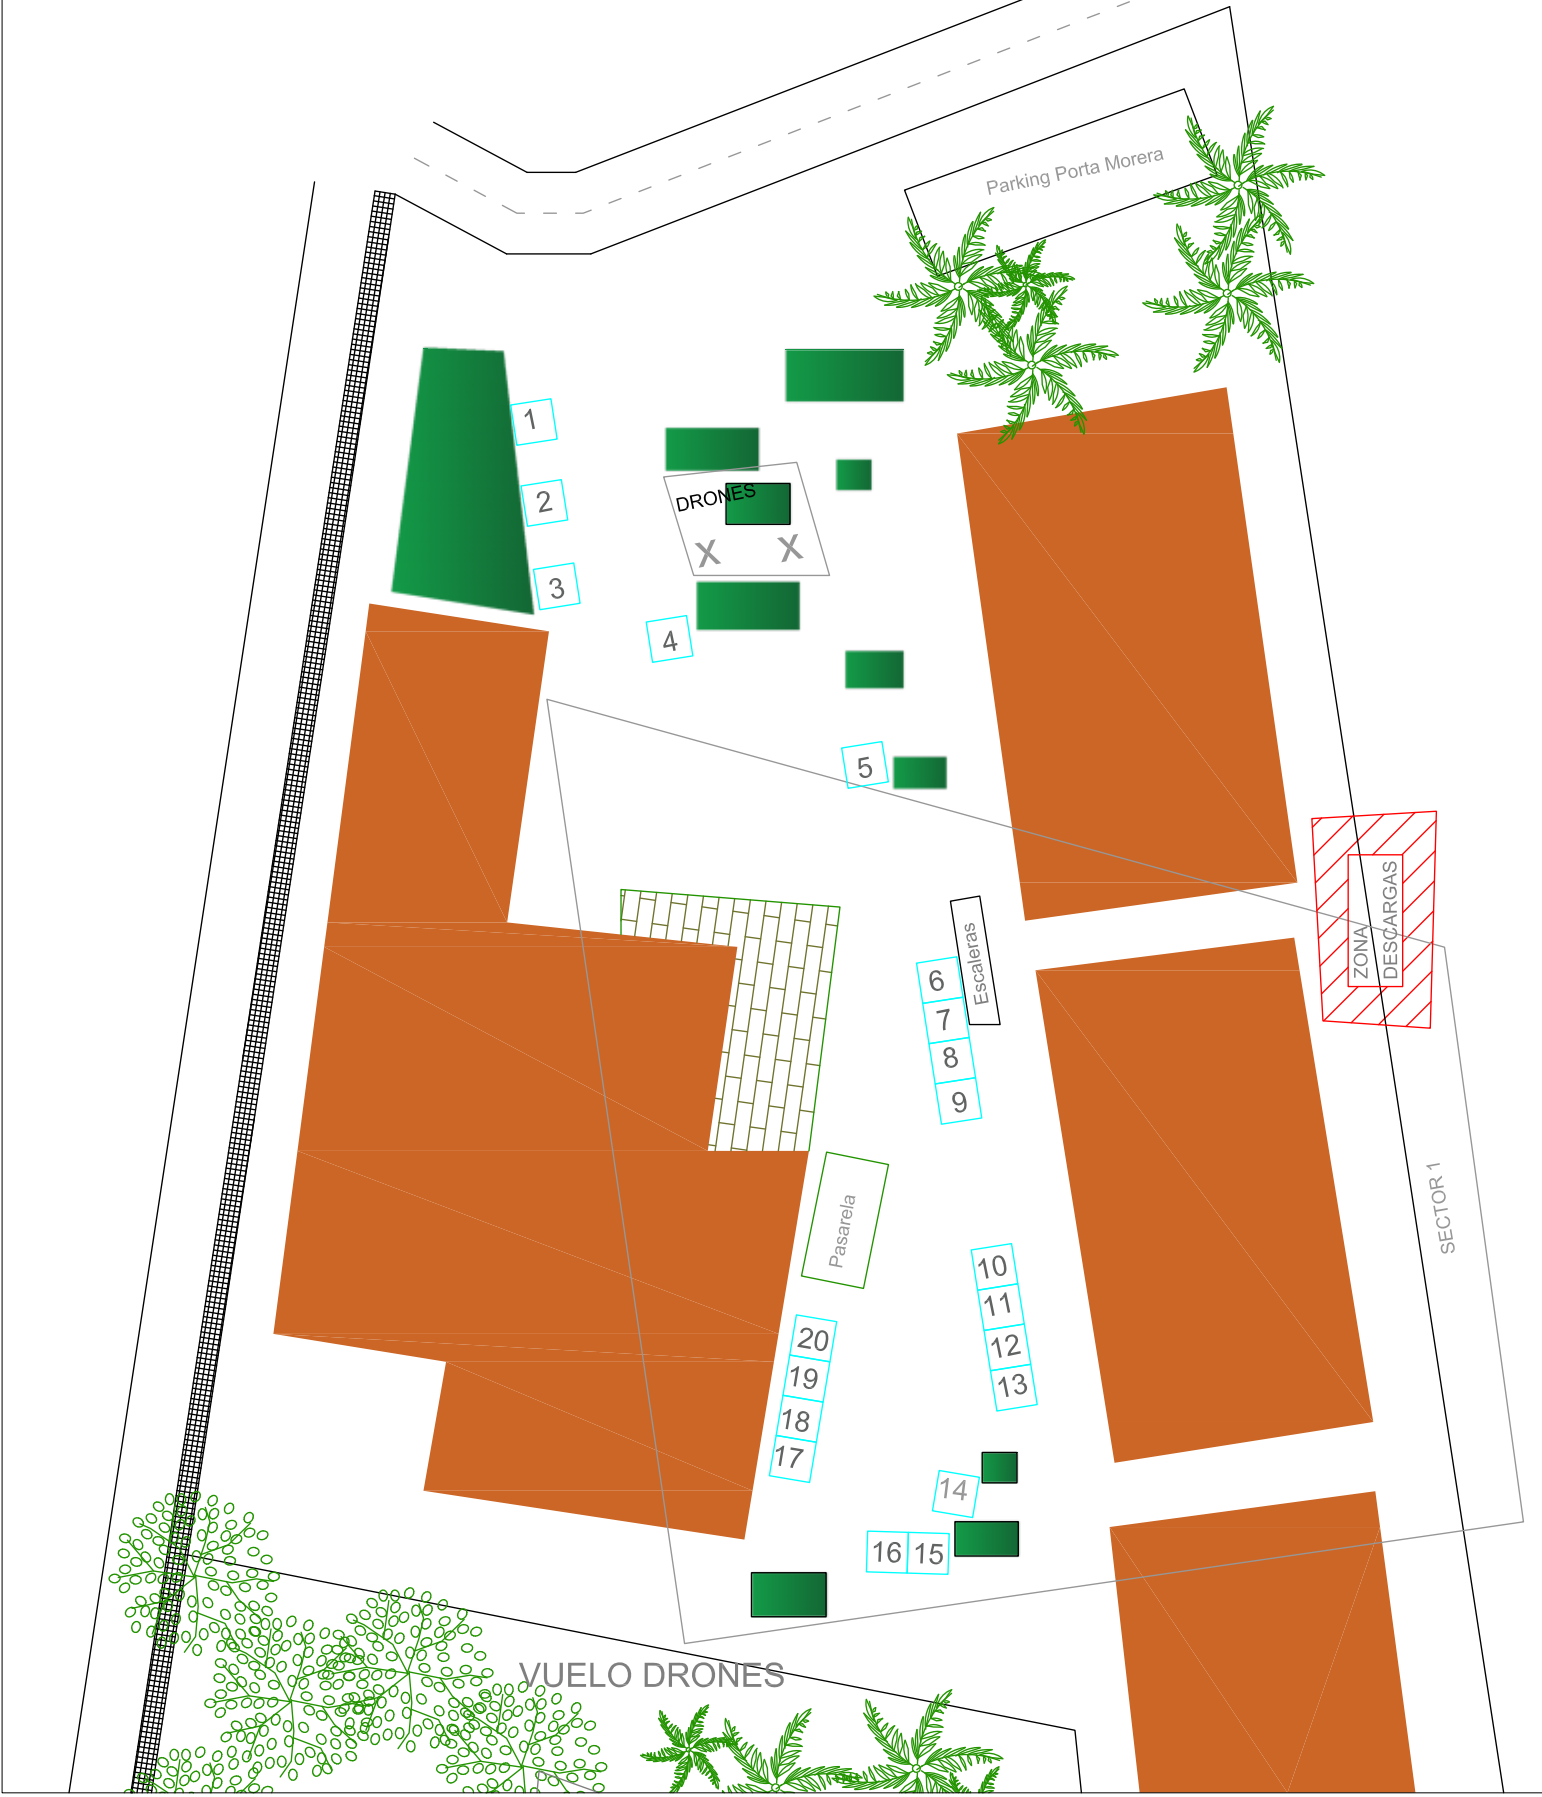 Parking Porta Morera
1
2
3
DRONES
X X
4
5
Escaleras
6
7
8
9
ZONA
DESCARGAS
SECTOR 1
Pasarela
10
11
12
13
20
19
18
17
14
16 15
VUELO DRONES